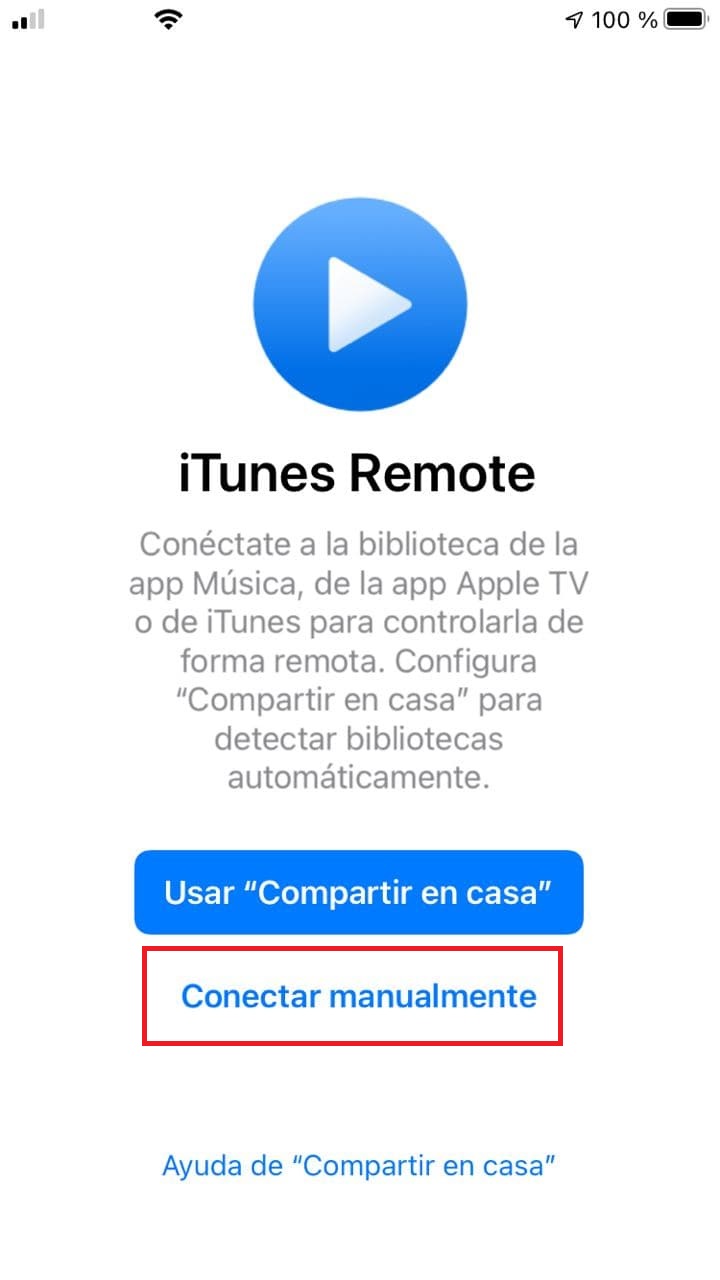 100 %
iTunes Remote
Conéctate a la biblioteca de la
app Música, de la app Apple TV
o de iTunes para controlarla de
forma remota. Configura
“Compartir en casa” para
detectar bibliotecas
automáticamente.
Usar “Compartir en casa”
Conectar manualmente
Ayuda de “Compartir en casa”